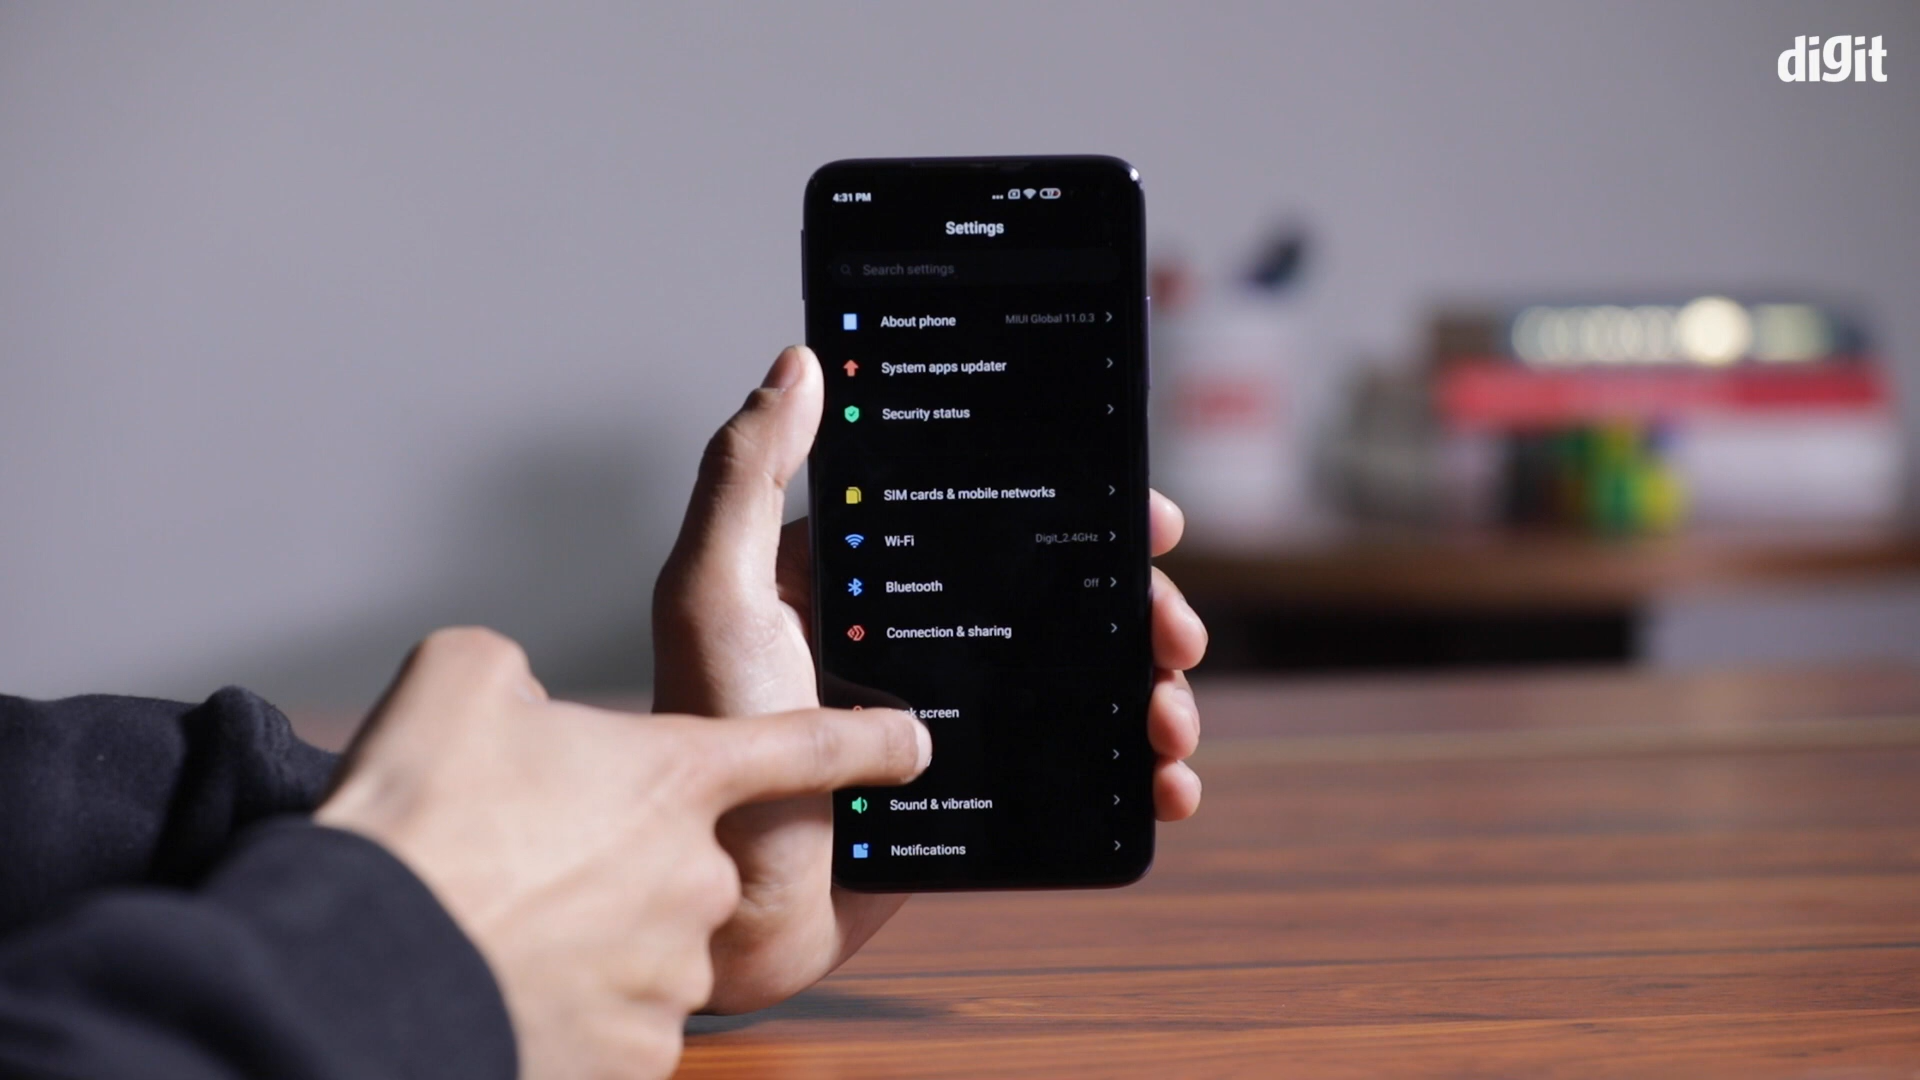 digit
4:31 PM
Settings
Search settings
About phone MIUI Global 11.0.3
System apps updater
Security status
SIM cards & mobile networks
Wi-Fi Digit_2.4GHz
Bluetooth Off
Connection & sharing
screen
Sound & vibration
Notifications